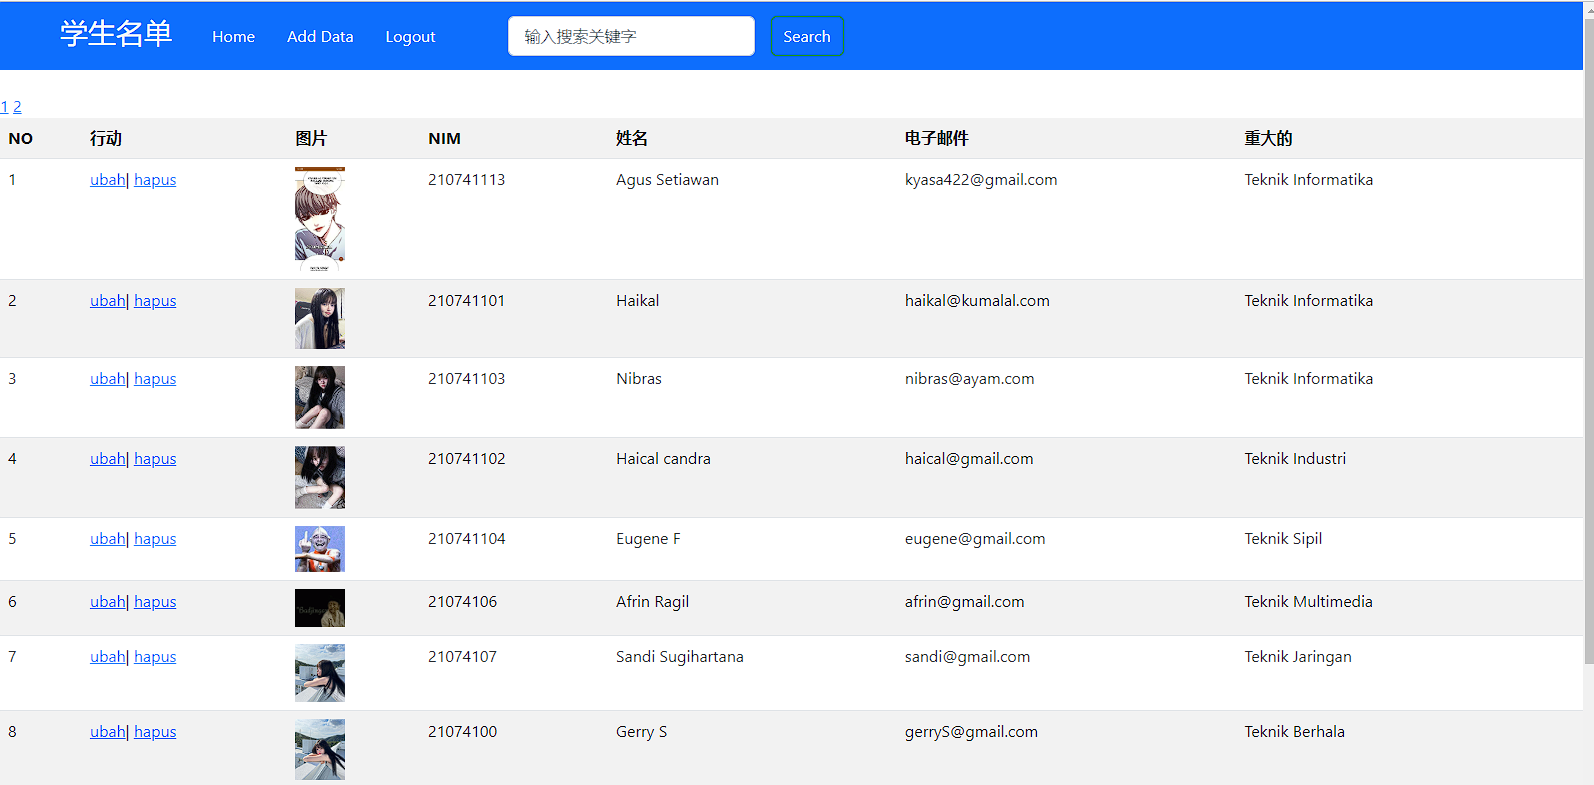 学生名单 Home Add Data Logout 输入搜索关键字 Search
1 2
NO 行动 图片 NIM 姓名 电子邮件 重大的
1 ubah| hapus 210741113 Agus Setiawan kyasa422@gmail.com Teknik Informatika
2 ubah| hapus 210741101 Haikal haikal@kumalal.com Teknik Informatika
3 ubah| hapus 210741103 Nibras nibras@ayam.com Teknik Informatika
4 ubah| hapus 210741102 Haical candra haical@gmail.com Teknik Industri
5 ubah| hapus 210741104 Eugene F eugene@gmail.com Teknik Sipil
6 ubah| hapus 21074106 Afrin Ragil afrin@gmail.com Teknik Multimedia
7 ubah| hapus 21074107 Sandi Sugihartana sandi@gmail.com Teknik Jaringan
8 ubah| hapus 21074100 Gerry S gerryS@gmail.com Teknik Berhala